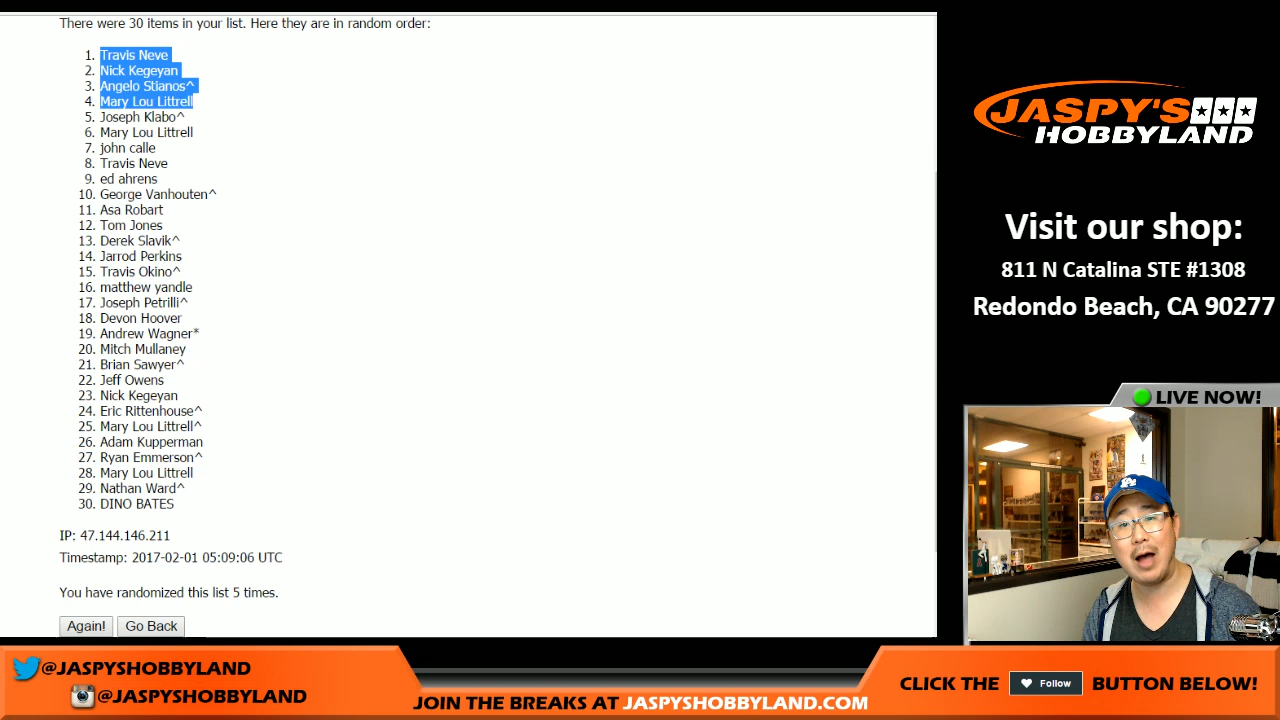 There were 30 items in your list. Here they are in random order:
1. Travis Neve
2. Nick Kegeyan
3. Angelo Stianos^
4. Mary Lou Littrell
5. Joseph Klabo^
6. Mary Lou Littrell
7. john calle
8. Travis Neve
9. ed ahrens
10. George Vanhouten^
11. Asa Robart
12. Tom Jones
13. Derek Slavik^
14. Jarrod Perkins
15. Travis Okino^
16. matthew yandle
17. Joseph Petrilli^
18. Devon Hoover
19. Andrew Wagner*
20. Mitch Mullaney
21. Brian Sawyer^
22. Jeff Owens
23. Nick Kegeyan
24. Eric Rittenhouse^
25. Mary Lou Littrell^
26. Adam Kupperman
27. Ryan Emmerson^
28. Mary Lou Littrell
29. Nathan Ward^
30. DINO BATES
IP: 47.144.146.211
Timestamp: 2017-02-01 05:09:06 UTC
You have randomized this list 5 times.
Again! Go Back
JASPY'S
HOBBYLAND
Visit our shop:
811 N Catalina STE #1308
Redondo Beach, CA 90277
LIVE NOW!
LA
@JASPYSHOBBYLAND
@JASPYSHOBBYLAND
JOIN THE BREAKS AT JASPYSHOBBYLAND.COM
CLICK THE Follow BUTTON BELOW!